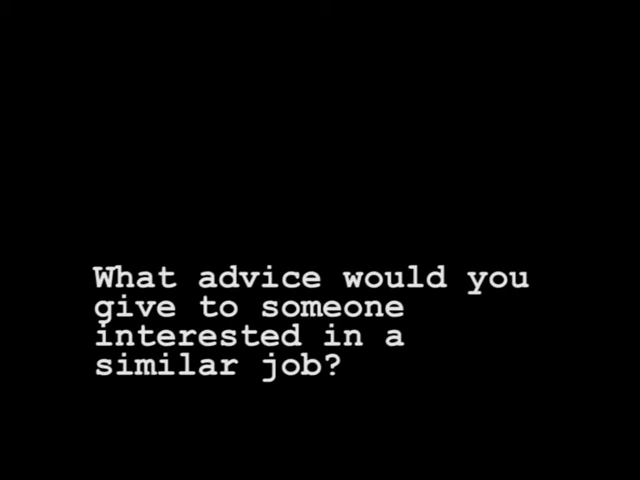 What advice would you
give to someone
interested in a
similar job?